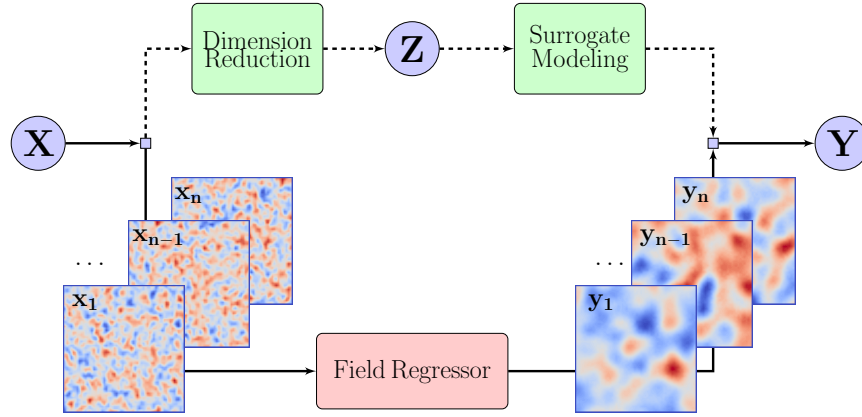 Dimension
Reduction
Z
Surrogate
Modeling
X
Y
xn
xn−1
. . .
x1
yn
yn−1
. . .
y1
Field Regressor